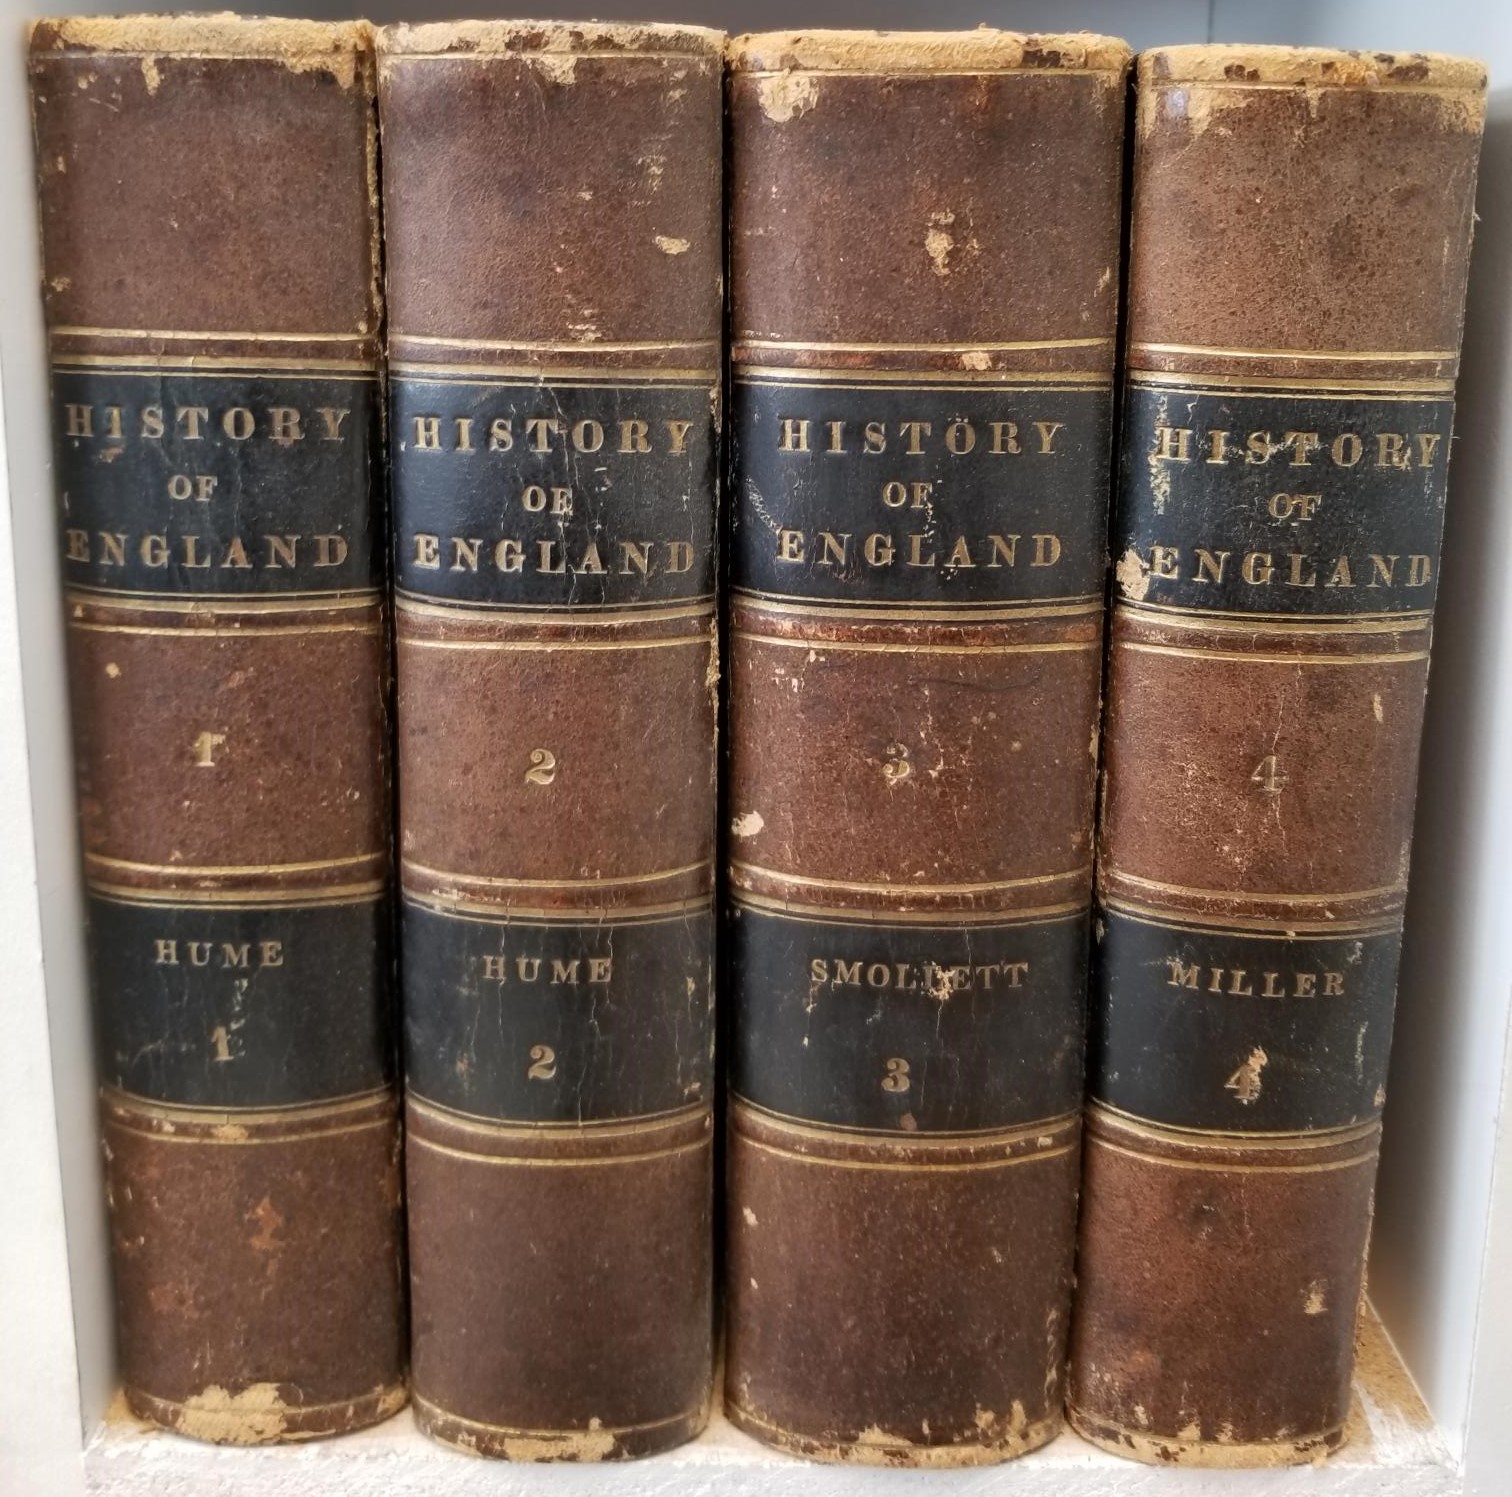 HISTORY
OF
ENGLAND
1
HUME
1
HISTORY
OF
ENGLAND
2
HUME
2
HISTORY
OF
ENGLAND
3
SMOLLETT
3
HISTORY
OF
ENGLAND
4
MILLER
4